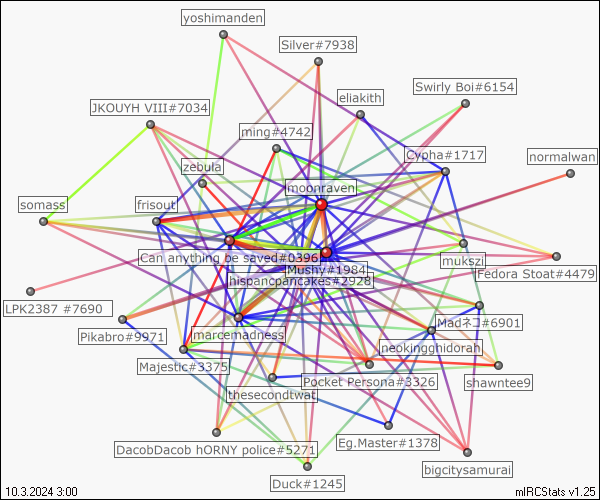 yoshimanden
Silver#7938
Swirly Boi#6154
eliakith
JKOUYH VIII#7034
ming#4742
Cypha#1717
normalwan
zebula
moonraven
somass
frisout
Can anything be saved#0396
mukszi
Mushy#1984
Fedora Stoat#4479
hispancpancakes#2928
LPK2387 #7690
Madネコ#6901
Pikabro#9971
marcemadness
neokingghidorah
Majestic#3375
Pocket Persona#3326
shawntee9
thesecondtwat
DacobDacob hORNY police#5271
Eg.Master#1378
bigcitysamurai
Duck#1245
10.3.2024 3:00
mIRCStats v1.25